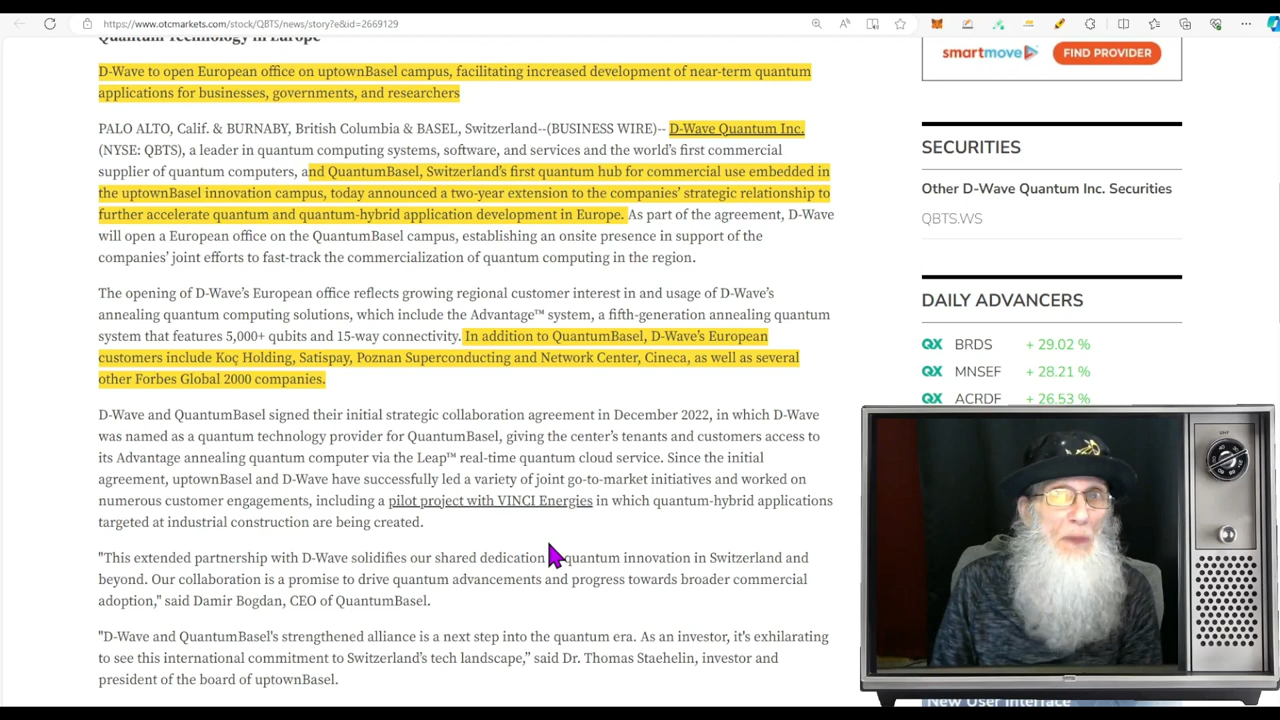 https://www.otcmarkets.com/stock/QBTS/news/story?e&id=2669129
Quantum Technology in Europe
D-Wave to open European office on uptownBasel campus, facilitating increased development of near-term quantum
applications for businesses, governments, and researchers
PALO ALTO, Calif. & BURNABY, British Columbia & BASEL, Switzerland--(BUSINESS WIRE)-- D-Wave Quantum Inc.
(NYSE: QBTS), a leader in quantum computing systems, software, and services and the world's first commercial
supplier of quantum computers, and QuantumBasel, Switzerland's first quantum hub for commercial use embedded in
the uptownBasel innovation campus, today announced a two-year extension to the companies' strategic relationship to
further accelerate quantum and quantum-hybrid application development in Europe. As part of the agreement, D-Wave
will open a European office on the QuantumBasel campus, establishing an onsite presence in support of the
companies' joint efforts to fast-track the commercialization of quantum computing in the region.
The opening of D-Wave's European office reflects growing regional customer interest in and usage of D-Wave's
annealing quantum computing solutions, which include the Advantage™ system, a fifth-generation annealing quantum
system that features 5,000+ qubits and 15-way connectivity. In addition to QuantumBasel, D-Wave's European
customers include Koç Holding, Satispay, Poznan Superconducting and Network Center, Cineca, as well as several
other Forbes Global 2000 companies.
D-Wave and QuantumBasel signed their initial strategic collaboration agreement in December 2022, in which D-Wave
was named as a quantum technology provider for QuantumBasel, giving the center's tenants and customers access to
its Advantage annealing quantum computer via the Leap™ real-time quantum cloud service. Since the initial
agreement, uptownBasel and D-Wave have successfully led a variety of joint go-to-market initiatives and worked on
numerous customer engagements, including a pilot project with VINCI Energies in which quantum-hybrid applications
targeted at industrial construction are being created.
"This extended partnership with D-Wave solidifies our shared dedication quantum innovation in Switzerland and
beyond. Our collaboration is a promise to drive quantum advancements and progress towards broader commercial
adoption," said Damir Bogdan, CEO of QuantumBasel.
"D-Wave and QuantumBasel's strengthened alliance is a next step into the quantum era. As an investor, it's exhilarating
to see this international commitment to Switzerland's tech landscape," said Dr. Thomas Staehelin, investor and
president of the board of uptownBasel.
smartmove FIND PROVIDER
SECURITIES
Other D-Wave Quantum Inc. Securities
QBTS.WS
DAILY ADVANCERS
QX BRDS + 29.02 %
QX MNSEF + 28.21 %
QX ACRDF + 26.53 %
New User Interface